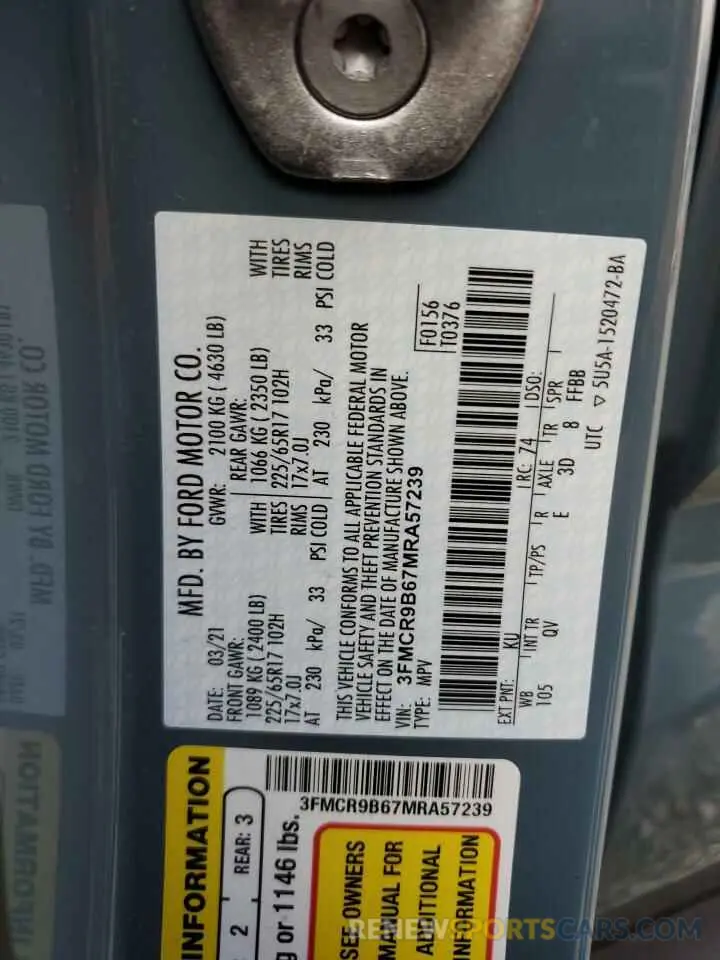 MFD. BY FORD MOTOR CO.
DATE: 03/21 GVWR: 2100 KG ( 4630 LB)
FRONT GAWR: REAR GAWR:
1089 KG ( 2400 LB) WITH 1066 KG ( 2350 LB) WITH
225/65R17 102H TIRES 225/65R17 102H TIRES
17x7.0J RIMS 17x7.0J RIMS
AT 230 kPa/ 33 PSI COLD AT 230 kPa/ 33 PSI COLD
THIS VEHICLE CONFORMS TO ALL APPLICABLE FEDERAL MOTOR
VEHICLE SAFETY AND THEFT PREVENTION STANDARDS IN
EFFECT ON THE DATE OF MANUFACTURE SHOWN ABOVE.
VIN: 3FMCR9B67MRA57239
TYPE: MPV
F0156
T0376
EXT PNT: KU RC: 74 DSO:
WB INT TR TP/PS R AXLE TR SPR
105 QV E 3D 8 FFBB
UTC ▽ 5U5A-1520472-BA
INFORMATION
2 REAR: 3
g or 1146 lbs.
3FMCR9B67MRA57239
SEE OWNERS
MANUAL FOR
ADDITIONAL
INFORMATION
MFD. BY FORD MOTOR CO.
INFORMATION
RENEWSPORTSCARS.COM